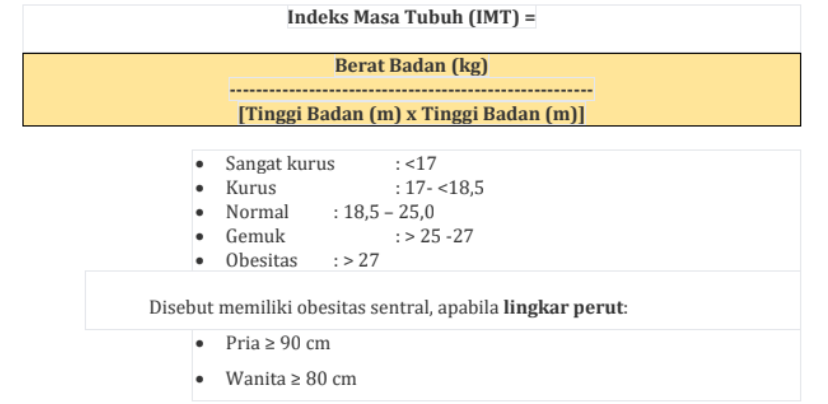 Indeks Masa Tubuh (IMT) =
Berat Badan (kg)
-------------------------------------------------------
[Tinggi Badan (m) x Tinggi Badan (m)]
• Sangat kurus : <17
• Kurus : 17- <18,5
• Normal : 18,5 – 25,0
• Gemuk : > 25 -27
• Obesitas : > 27
Disebut memiliki obesitas sentral, apabila lingkar perut:
• Pria ≥ 90 cm
• Wanita ≥ 80 cm